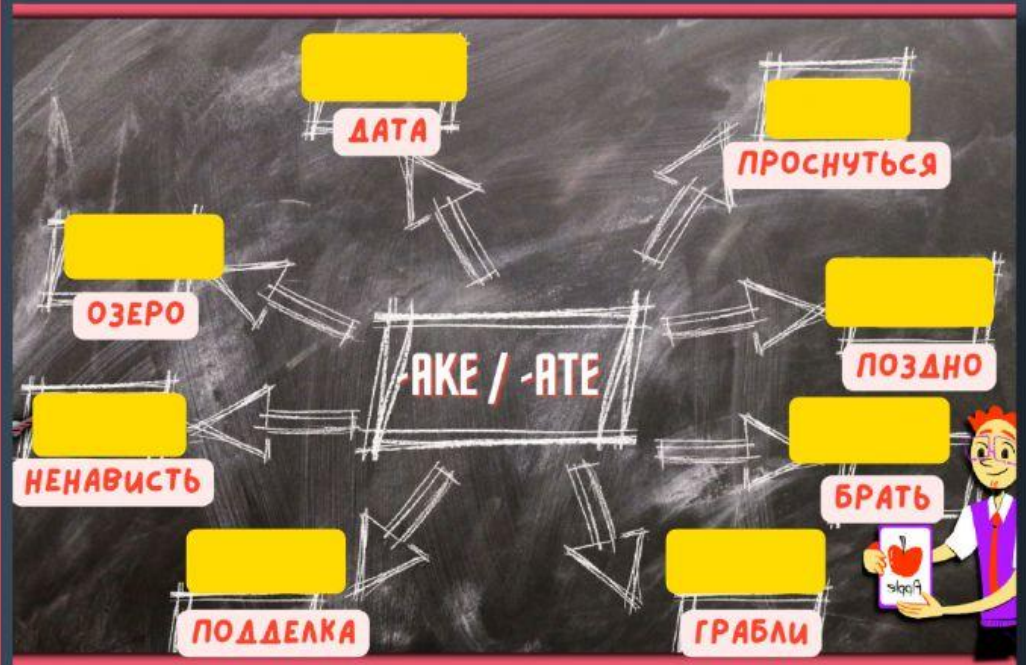 ДАТА
ПРОСНУТЬСЯ
ОЗЕРО
-AKE / -ATE
ПОЗДНО
НЕНАВИСТЬ
БРАТЬ
ПОДДЕЛКА
ГРАБЛИ
Apple